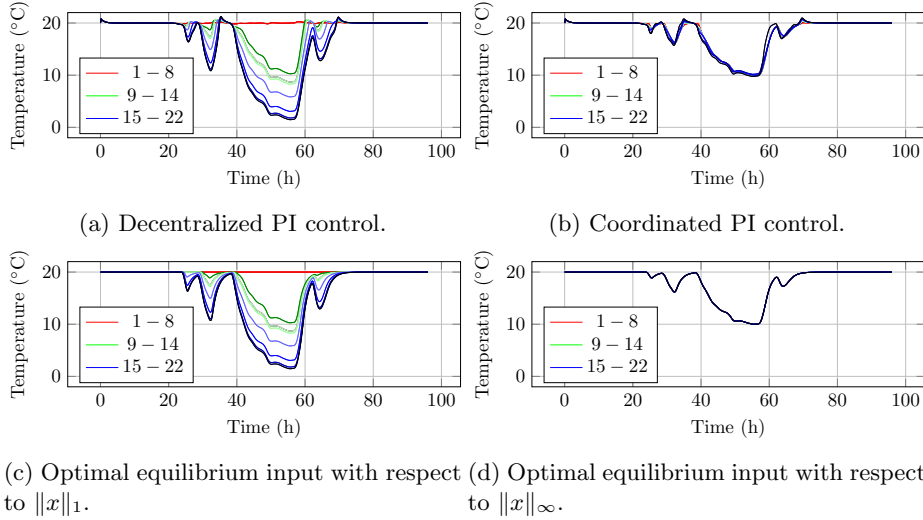 Temperature (°C)
20
10
0
1 − 8
9 − 14
15 − 22
0 20 40 60 80 100
Time (h)
(a) Decentralized PI control.
Temperature (°C)
20
10
0
1 − 8
9 − 14
15 − 22
0 20 40 60 80 100
Time (h)
(b) Coordinated PI control.
Temperature (°C)
20
10
0
1 − 8
9 − 14
15 − 22
0 20 40 60 80 100
Time (h)
(c) Optimal equilibrium input with respect
to ∥x∥₁.
Temperature (°C)
20
10
0
1 − 8
9 − 14
15 − 22
0 20 40 60 80 100
Time (h)
(d) Optimal equilibrium input with respect
to ∥x∥∞.